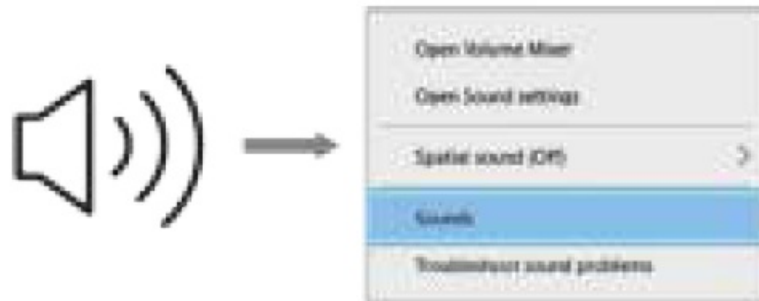 Open Volume Mixer
Open Sound settings
Spatial sound (Off)
Sounds
Troubleshoot sound problems